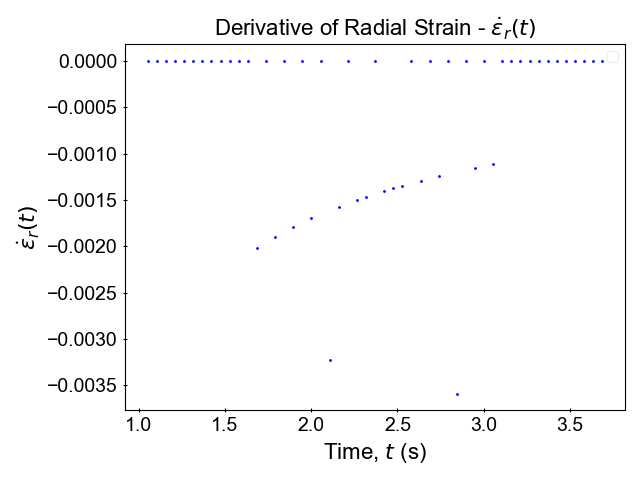 Derivative of Radial Strain - ε̇ᵣ(t)
0.0000
−0.0005
−0.0010
−0.0015
−0.0020
−0.0025
−0.0030
−0.0035
ε̇ᵣ(t)
1.0 1.5 2.0 2.5 3.0 3.5
Time, t (s)